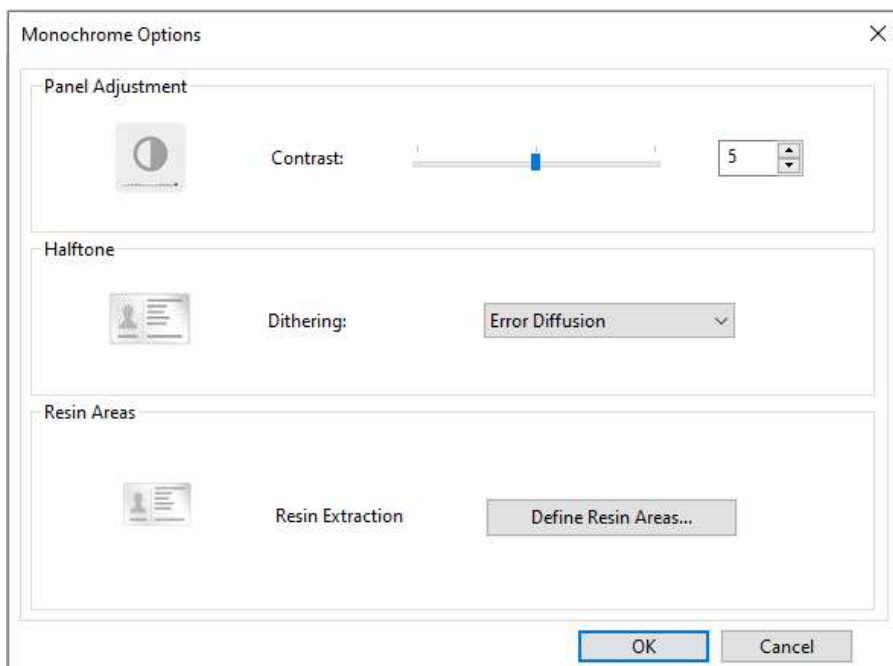 Monochrome Options
Panel Adjustment
Contrast:
5
Halftone
Dithering:
Error Diffusion
Resin Areas
Resin Extraction
Define Resin Areas...
OK
Cancel